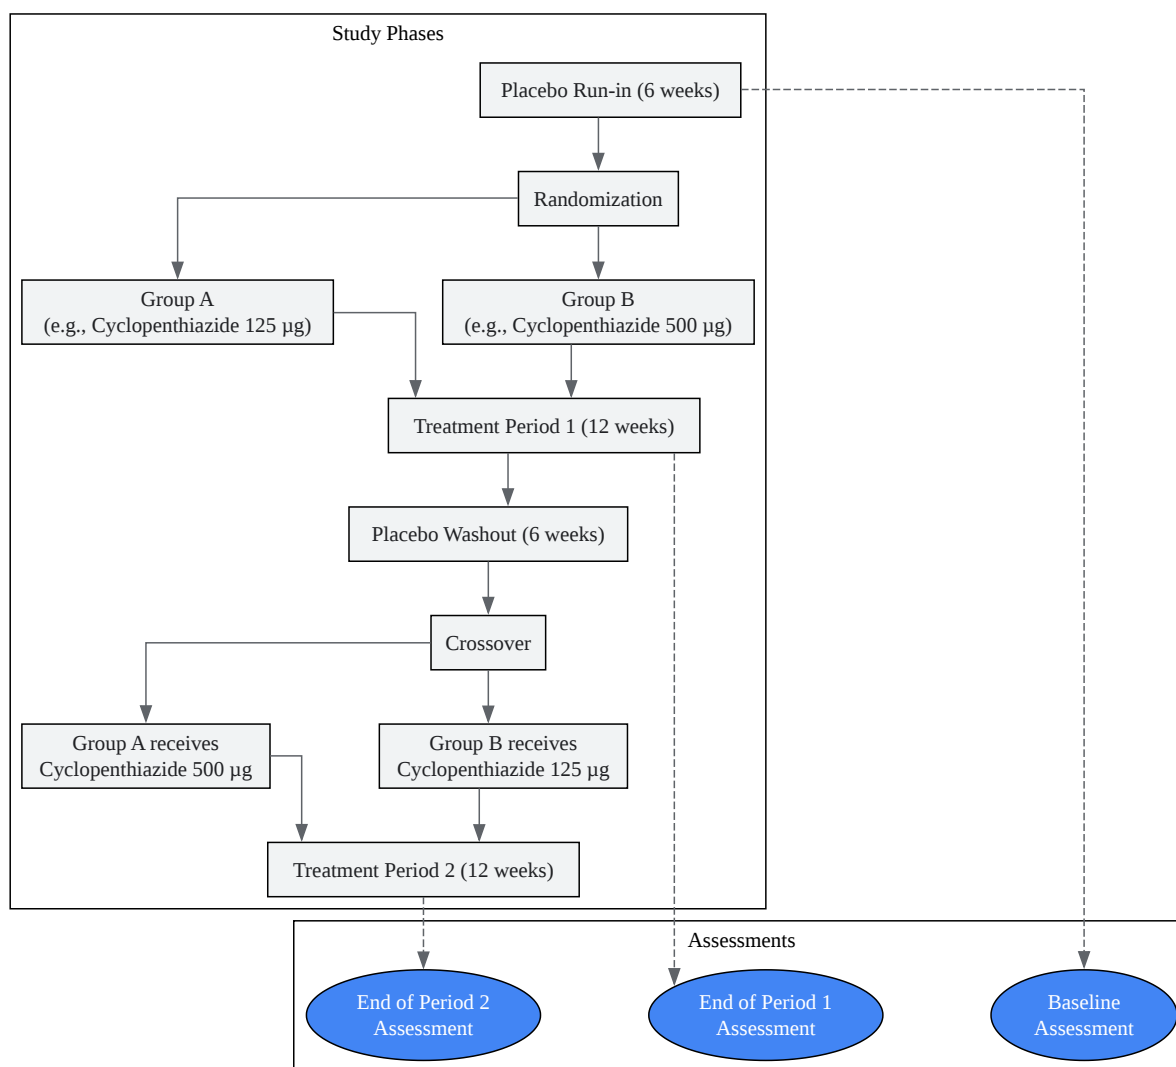 Study Phases
Placebo Run-in (6 weeks)
Randomization
Group A
(e.g., Cyclopenthiazide 125 µg)
Group B
(e.g., Cyclopenthiazide 500 µg)
Treatment Period 1 (12 weeks)
Placebo Washout (6 weeks)
Crossover
Group A receives
Cyclopenthiazide 500 µg
Group B receives
Cyclopenthiazide 125 µg
Treatment Period 2 (12 weeks)
Assessments
End of Period 2
Assessment
End of Period 1
Assessment
Baseline
Assessment